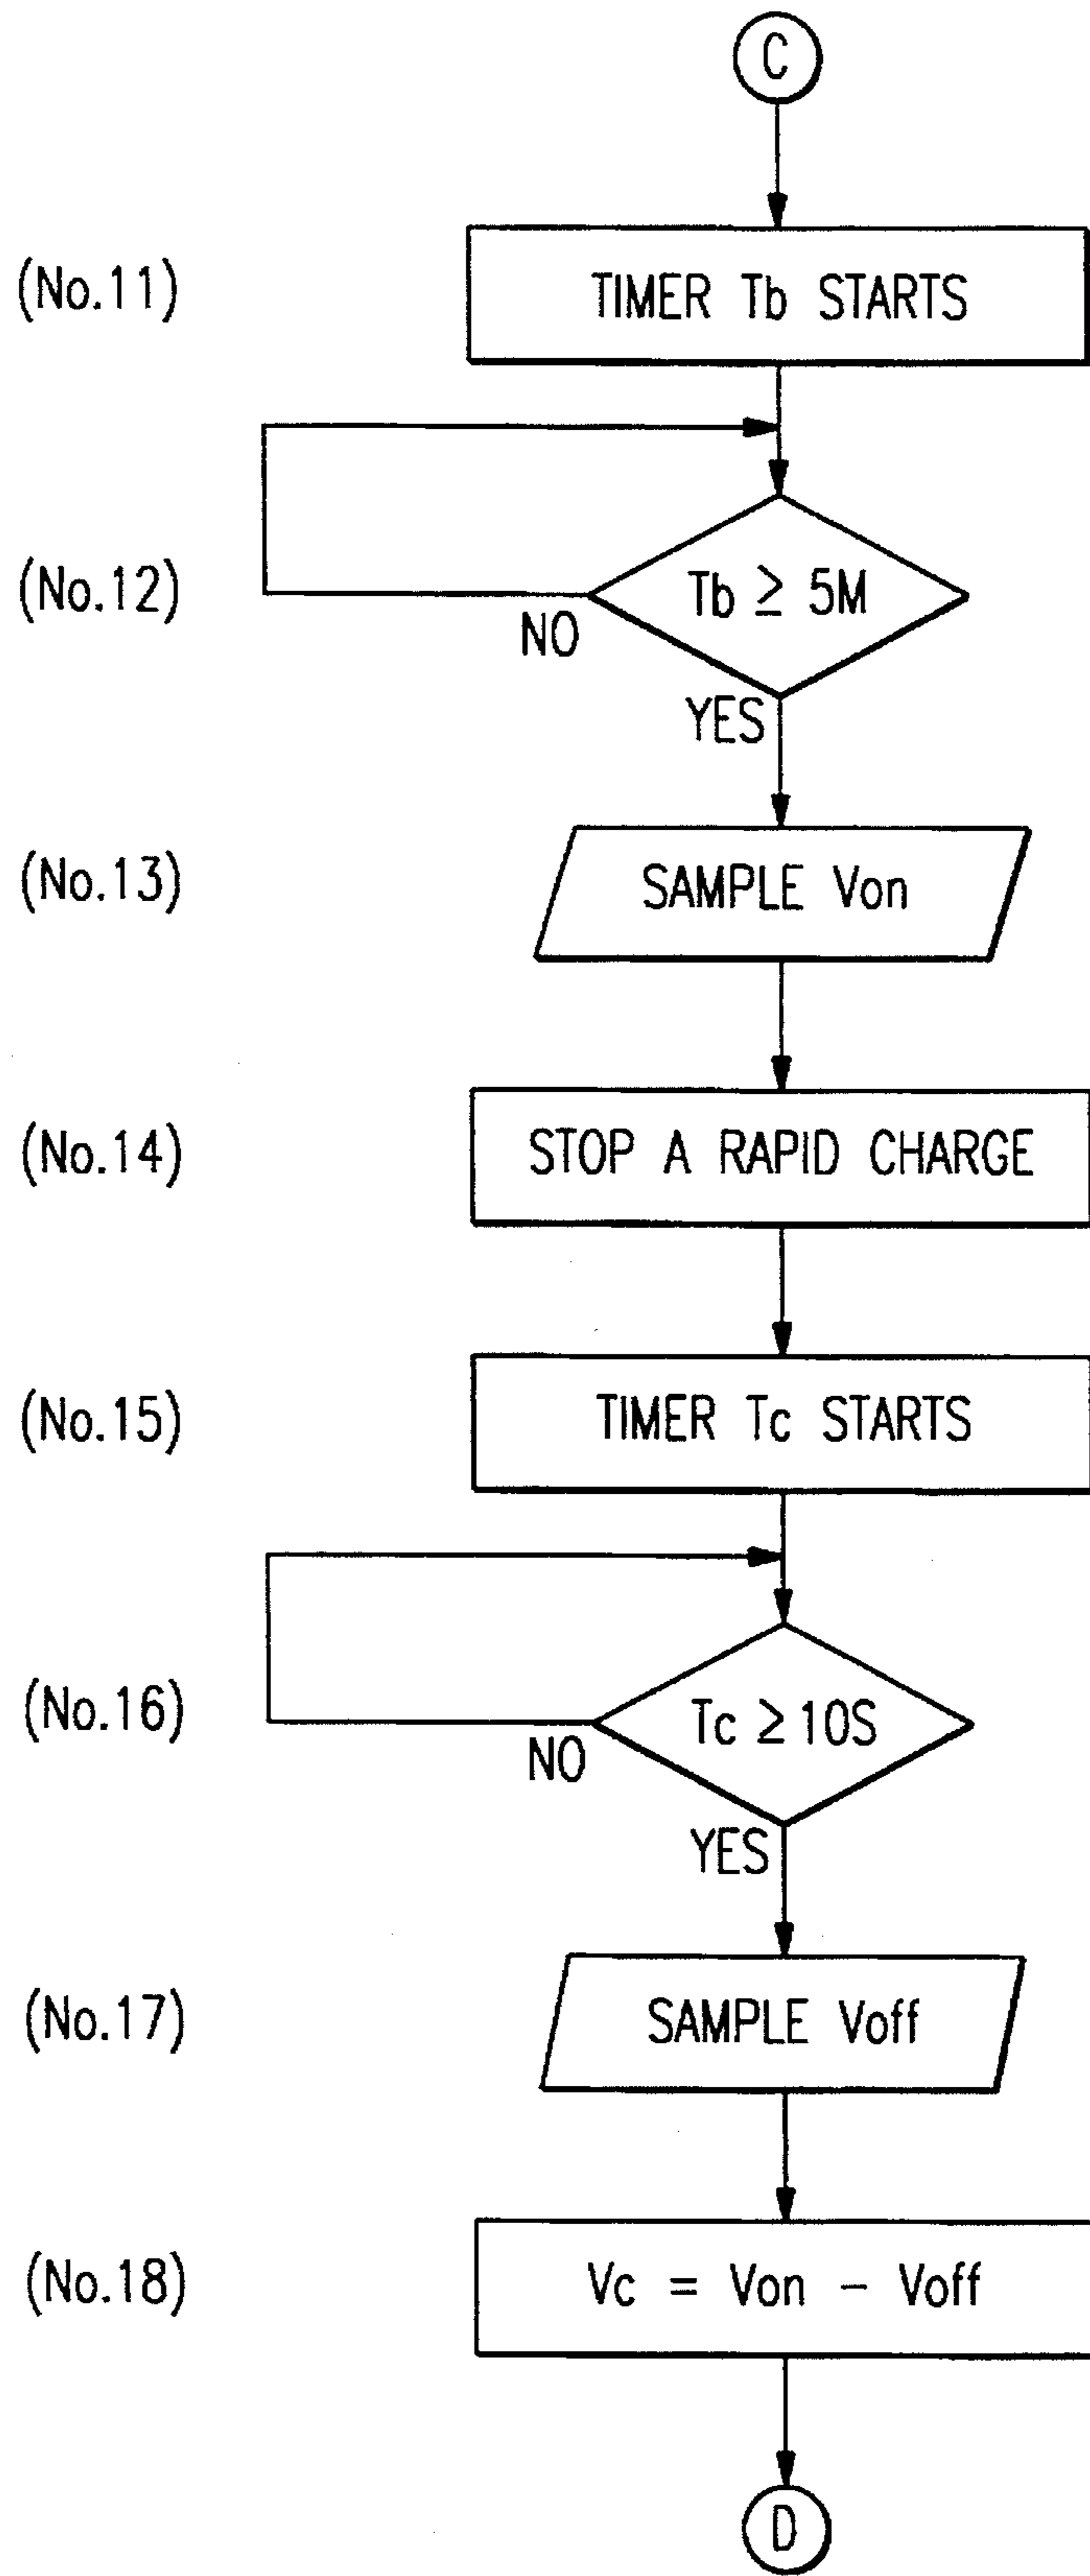 C
(No.11)
TIMER Tb STARTS
(No.12)
Tb ≥ 5M
NO
YES
(No.13)
SAMPLE Von
(No.14)
STOP A RAPID CHARGE
(No.15)
TIMER Tc STARTS
(No.16)
Tc ≥ 10S
NO
YES
(No.17)
SAMPLE Voff
(No.18)
Vc = Von - Voff
D